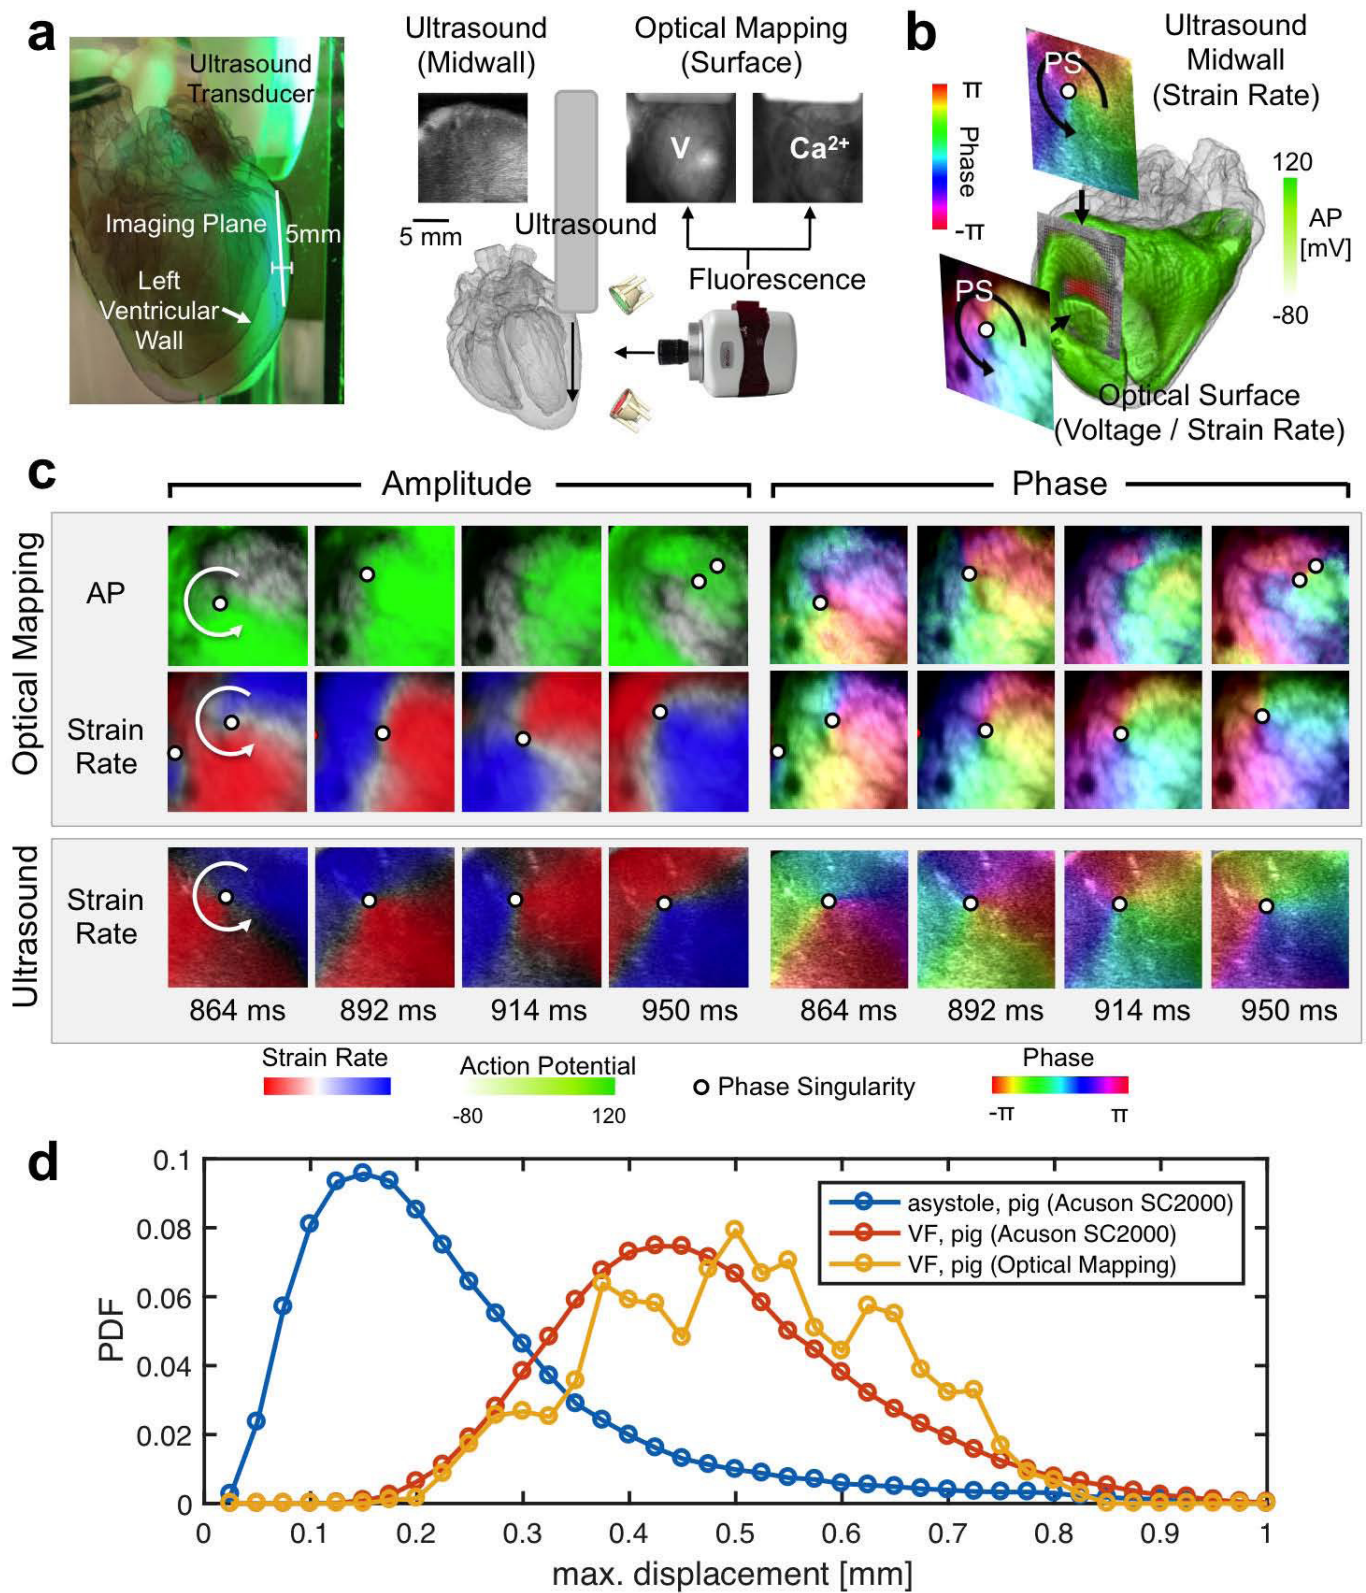 a
Ultrasound
Transducer
Imaging Plane
5mm
Left
Ventricular
Wall
Ultrasound
(Midwall)
Optical Mapping
(Surface)
V
Ca²⁺
5 mm
Ultrasound
Fluorescence
b
Ultrasound
Midwall
(Strain Rate)
PS
π
Phase
-π
120
AP
[mV]
-80
PS
Optical Surface
(Voltage / Strain Rate)
c
Amplitude
Phase
Optical Mapping
AP
Strain
Rate
Ultrasound
Strain
Rate
864 ms 892 ms 914 ms 950 ms 864 ms 892 ms 914 ms 950 ms
Strain Rate
Action Potential
-80 120
Phase Singularity
Phase
-π π
d
0.1
0.08
0.06
0.04
0.02
0
PDF
asystole, pig (Acuson SC2000)
VF, pig (Acuson SC2000)
VF, pig (Optical Mapping)
0 0.1 0.2 0.3 0.4 0.5 0.6 0.7 0.8 0.9 1
max. displacement [mm]